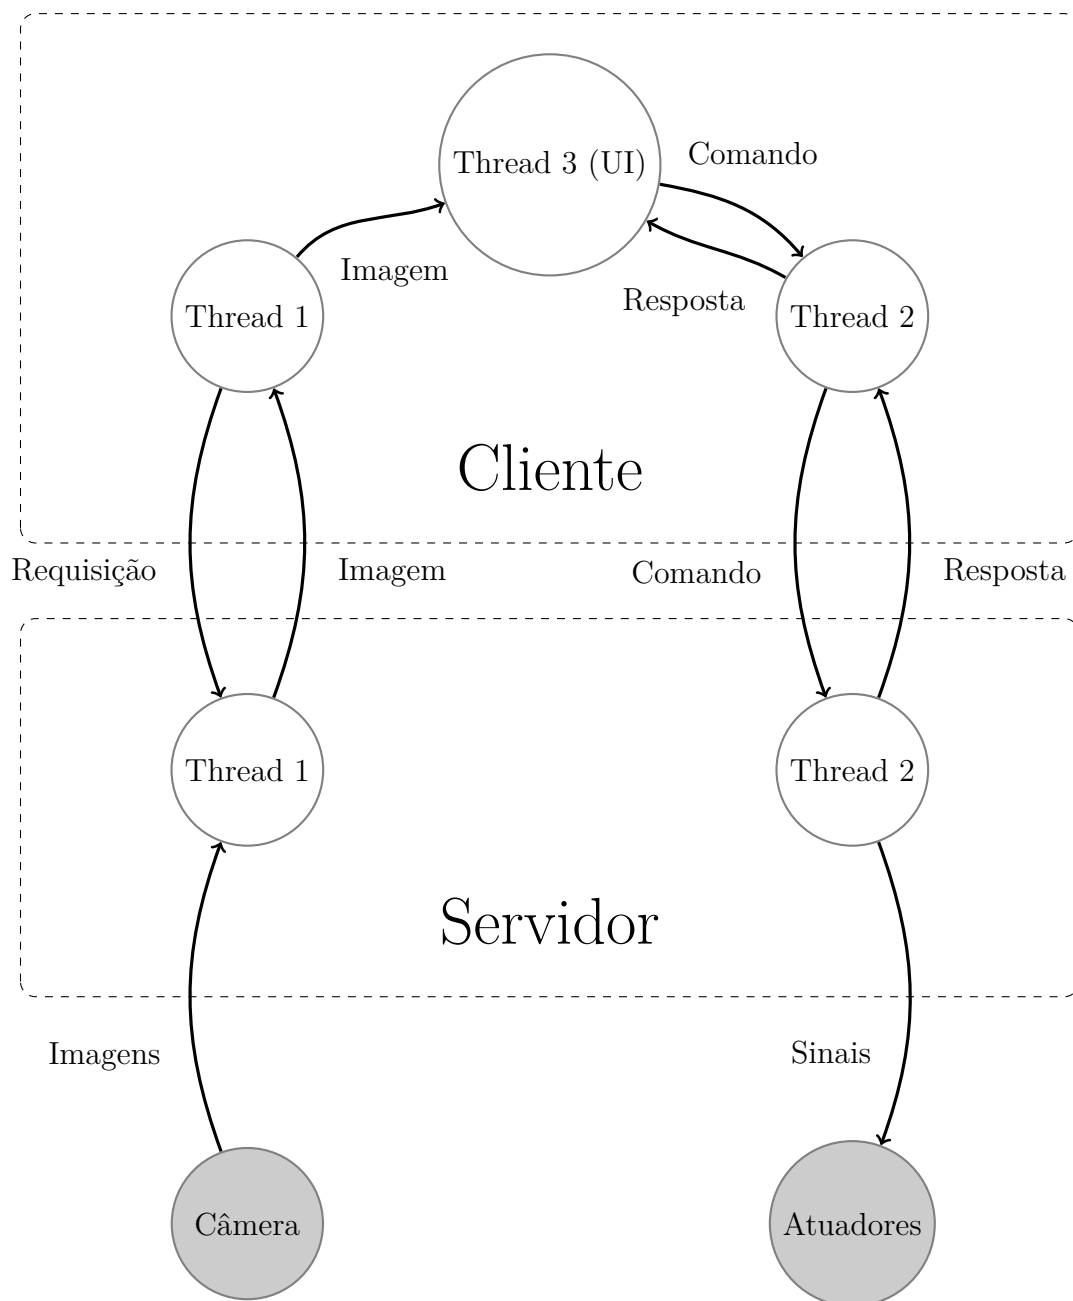 Thread 3 (UI)
Comando
Imagem
Resposta
Thread 1
Thread 2
Cliente
Requisição
Imagem
Comando
Resposta
Thread 1
Thread 2
Servidor
Imagens
Sinais
Câmera
Atuadores